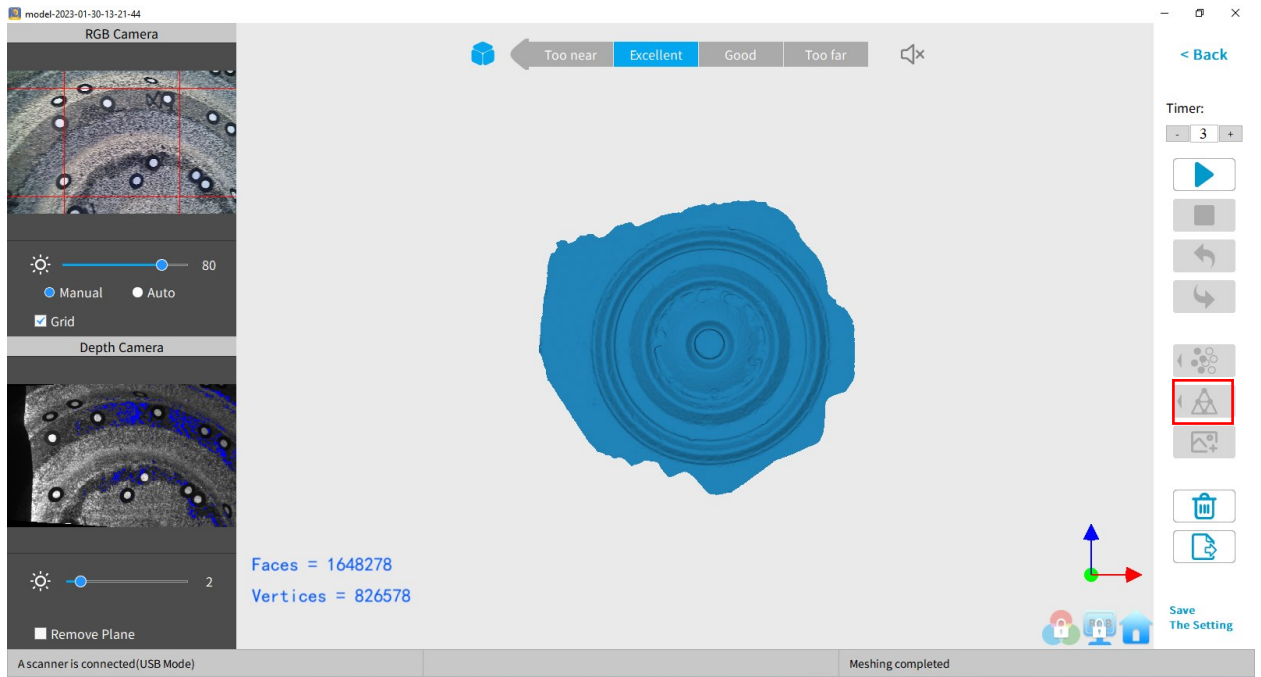 model-2023-01-30-13-21-44
RGB Camera
80
Manual
Auto
Grid
Depth Camera
2
Remove Plane
Too near
Excellent
Good
Too far
Faces = 1648278
Vertices = 826578
RGB
< Back
Timer:
- 3 +
Save
The Setting
A scanner is connected(USB Mode)
Meshing completed